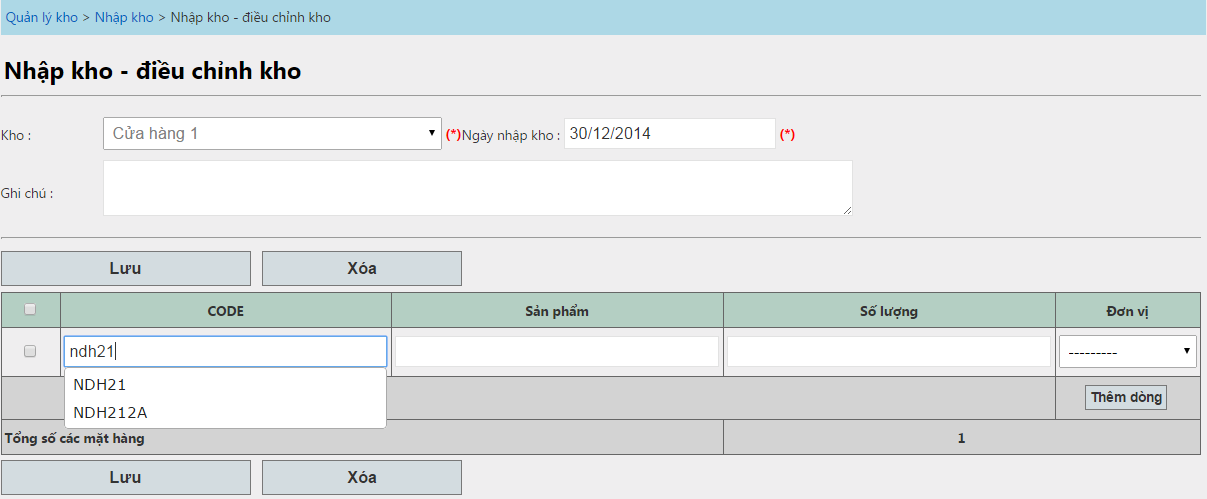 Quản lý kho > Nhập kho > Nhập kho - điều chỉnh kho
Nhập kho - điều chỉnh kho
Kho : Cửa hàng 1 (*) Ngày nhập kho : 30/12/2014 (*)
Ghi chú :
Lưu Xóa
CODE Sản phẩm Số lượng Đơn vị
ndh21 ---------
NDH21
NDH212A
Thêm dòng
Tổng số các mặt hàng 1
Lưu Xóa